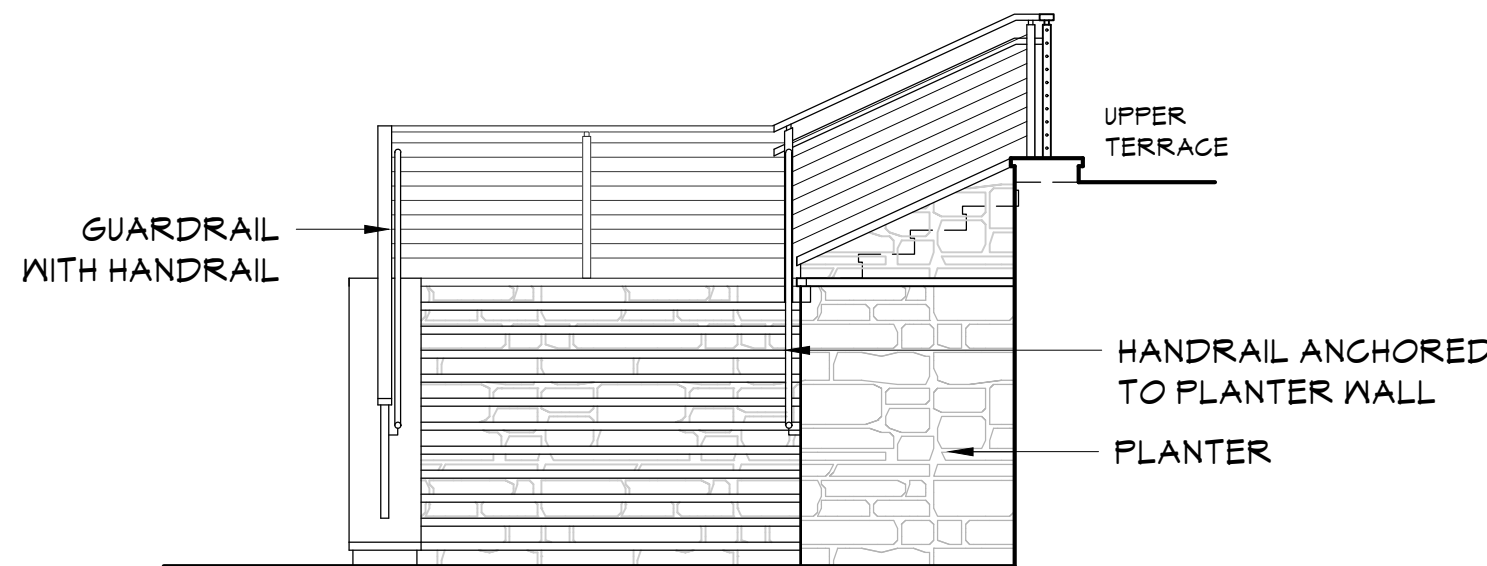 UPPER
TERRACE
GUARDRAIL
WITH HANDRAIL
HANDRAIL ANCHORED
TO PLANTER WALL
PLANTER